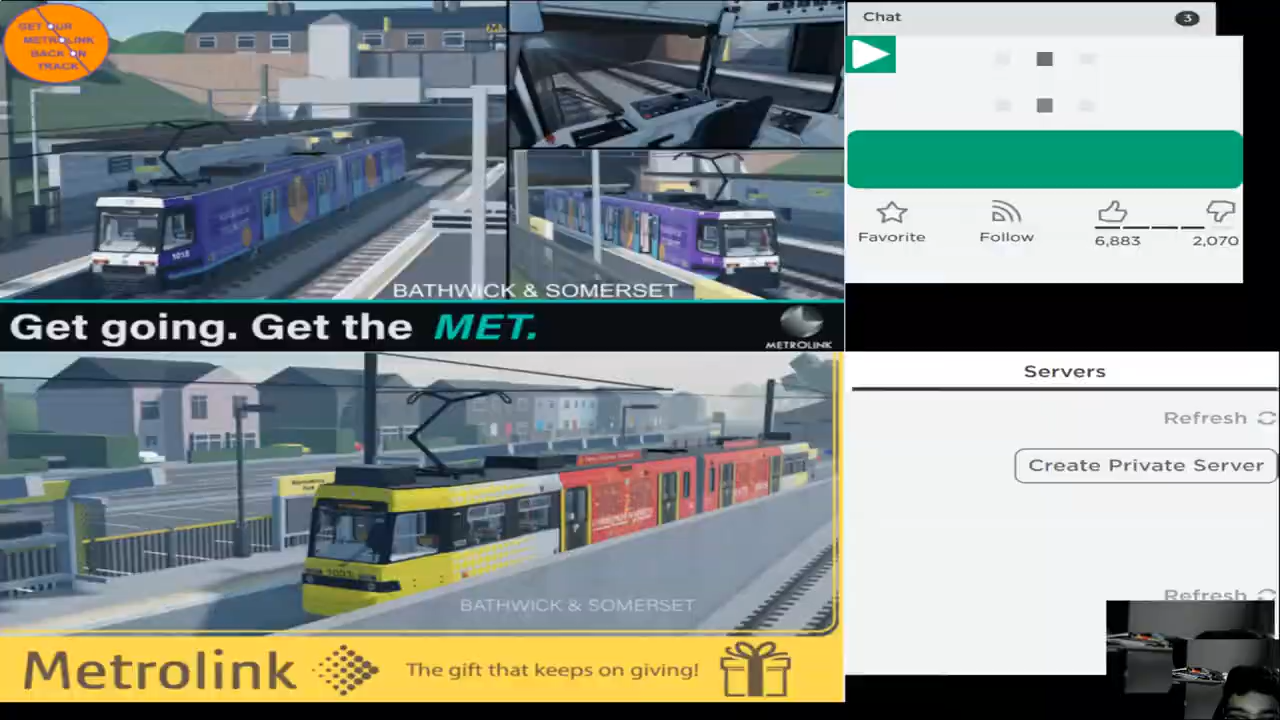 GET OUR
METROLINK
BACK ON
TRACK
1013
BATHWICK & SOMERSET
Get going. Get the MET.
METROLINK
BATHWICK & SOMERSET
Metrolink
The gift that keeps on giving!
Chat
3
Favorite
Follow
6,883
2,070
Servers
Refresh
Create Private Server
Refresh